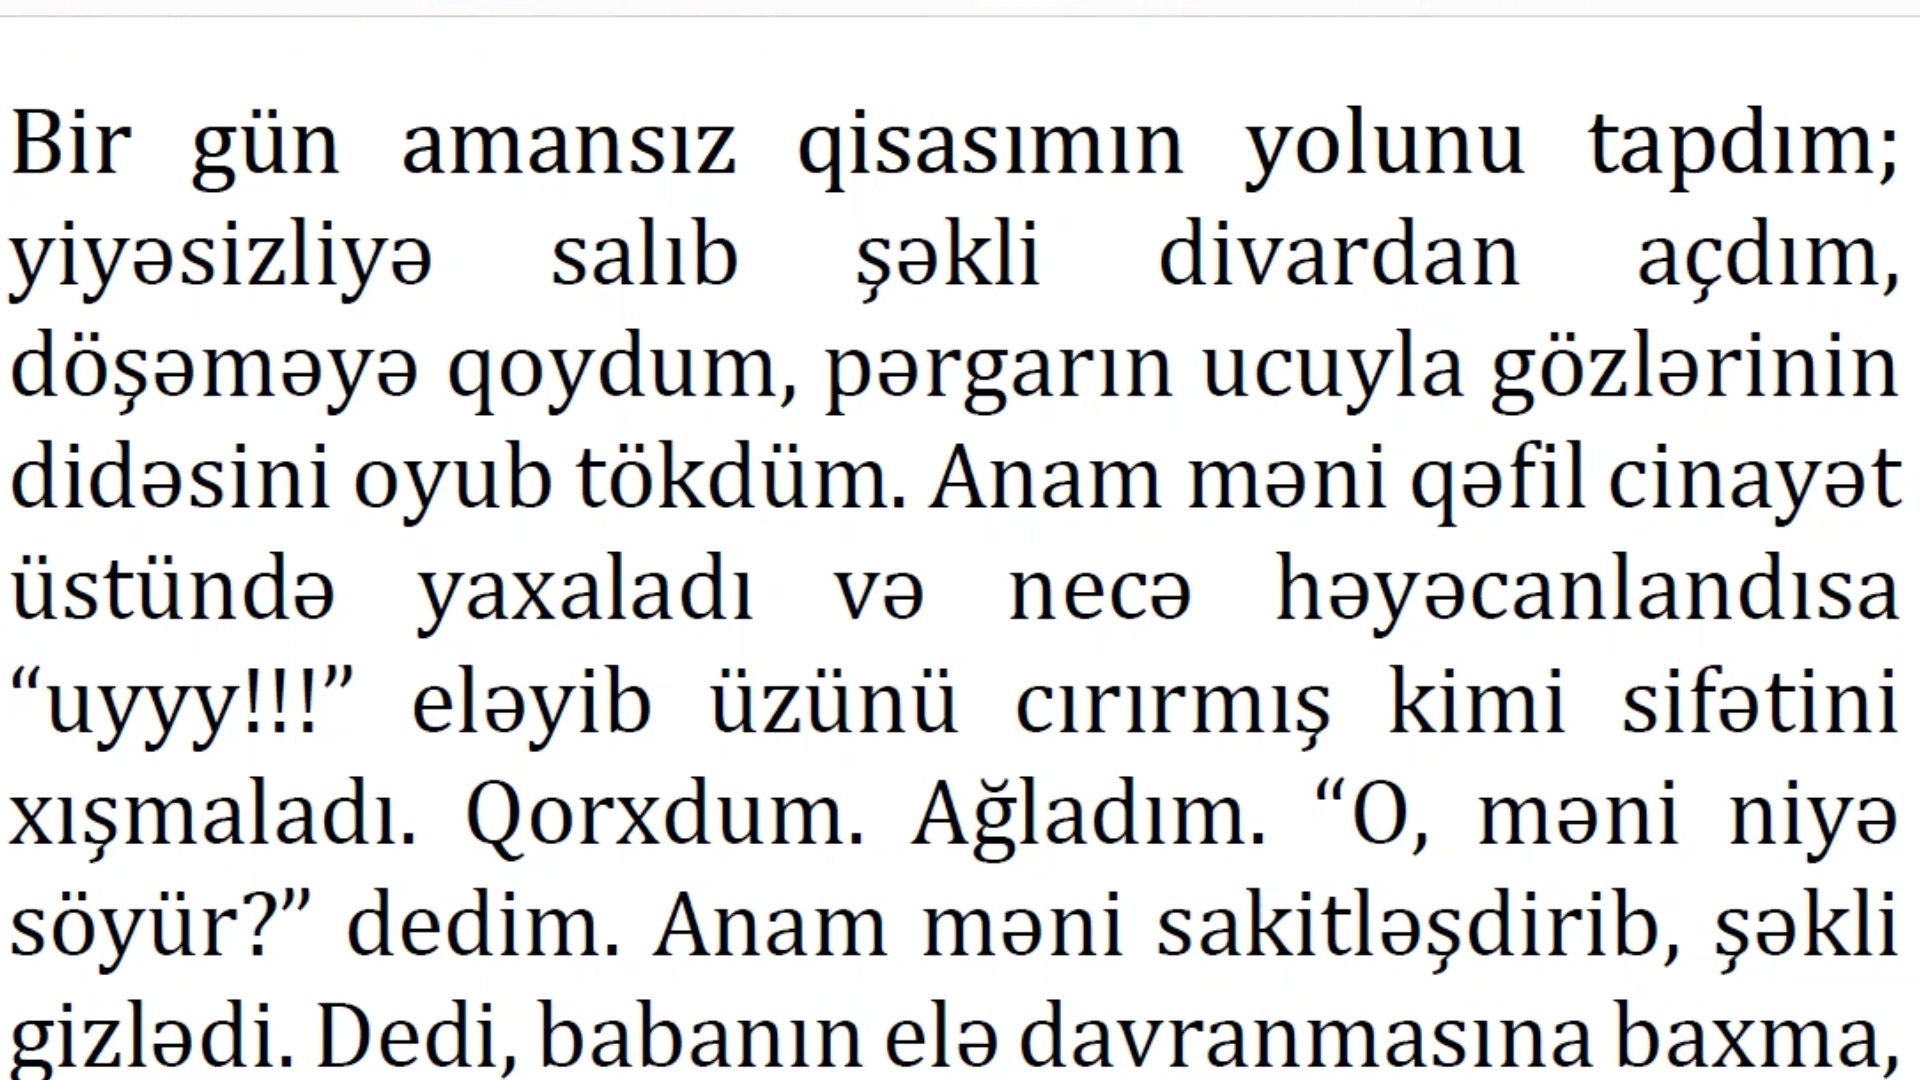 Bir gün amansız qisasımın yolunu tapdım;
yiyəsizliyə salıb şəkli divardan açdım,
döşəməyə qoydum, pərgarın ucuyla gözlərinin
didəsini oyub tökdüm. Anam məni qəfil cinayət
üstündə yaxaladı və necə həyəcanlandısa
“uyyy!!!” eləyib üzünü cırırmış kimi sifətini
xışmaladı. Qorxdum. Ağladım. “O, məni niyə
söyür?” dedim. Anam məni sakitləşdirib, şəkli
gizlədi. Dedi, babanın elə davranmasına baxma,